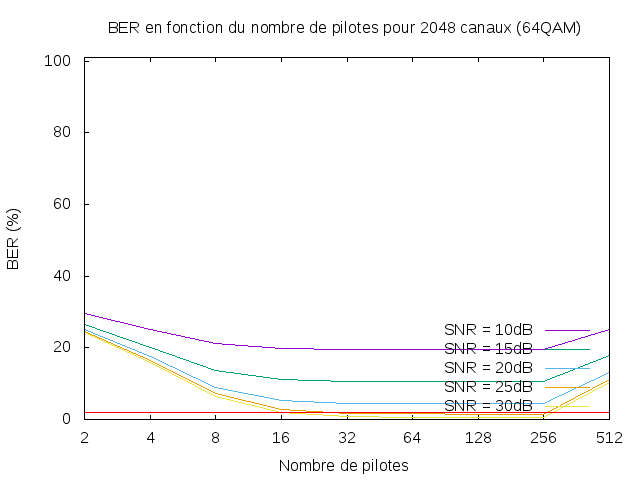 BER en fonction du nombre de pilotes pour 2048 canaux (64QAM)
100
80
60
40
20
0
BER (%)
SNR = 10dB
SNR = 15dB
SNR = 20dB
SNR = 25dB
SNR = 30dB
2 4 8 16 32 64 128 256 512
Nombre de pilotes